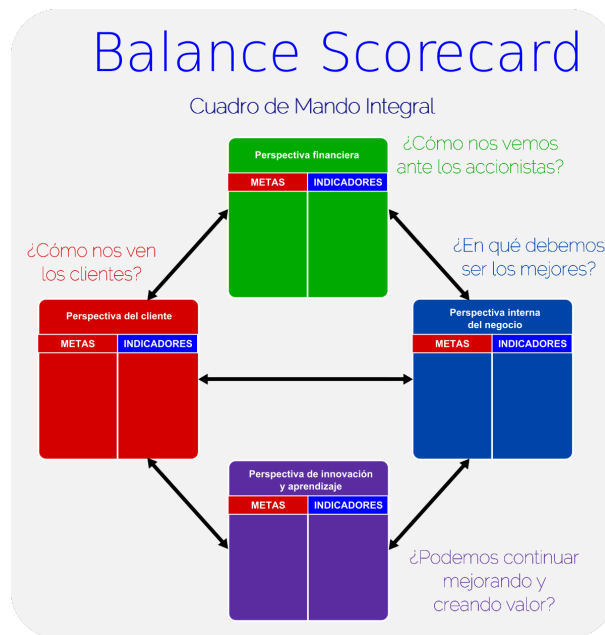 Balance Scorecard
Cuadro de Mando Integral
Perspectiva financiera
METAS INDICADORES
¿Cómo nos vemos
ante los accionistas?
¿Cómo nos ven
los clientes?
¿En qué debemos
ser los mejores?
Perspectiva del cliente
METAS INDICADORES
Perspectiva interna
del negocio
METAS INDICADORES
Perspectiva de innovación
y aprendizaje
METAS INDICADORES
¿Podemos continuar
mejorando y
creando valor?